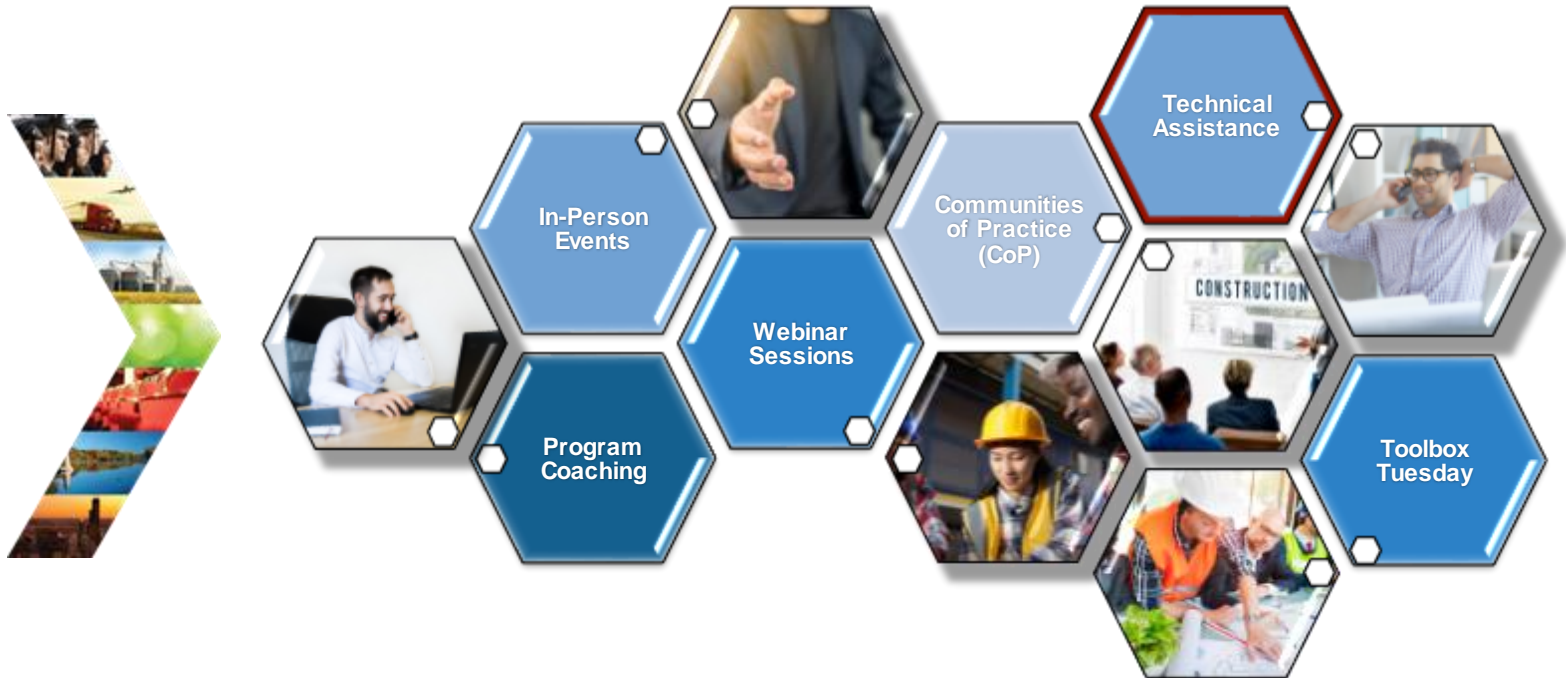 Technical
Assistance
In-Person
Events
Communities
of Practice
(CoP)
CONSTRUCTION
Webinar
Sessions
Program
Coaching
Toolbox
Tuesday